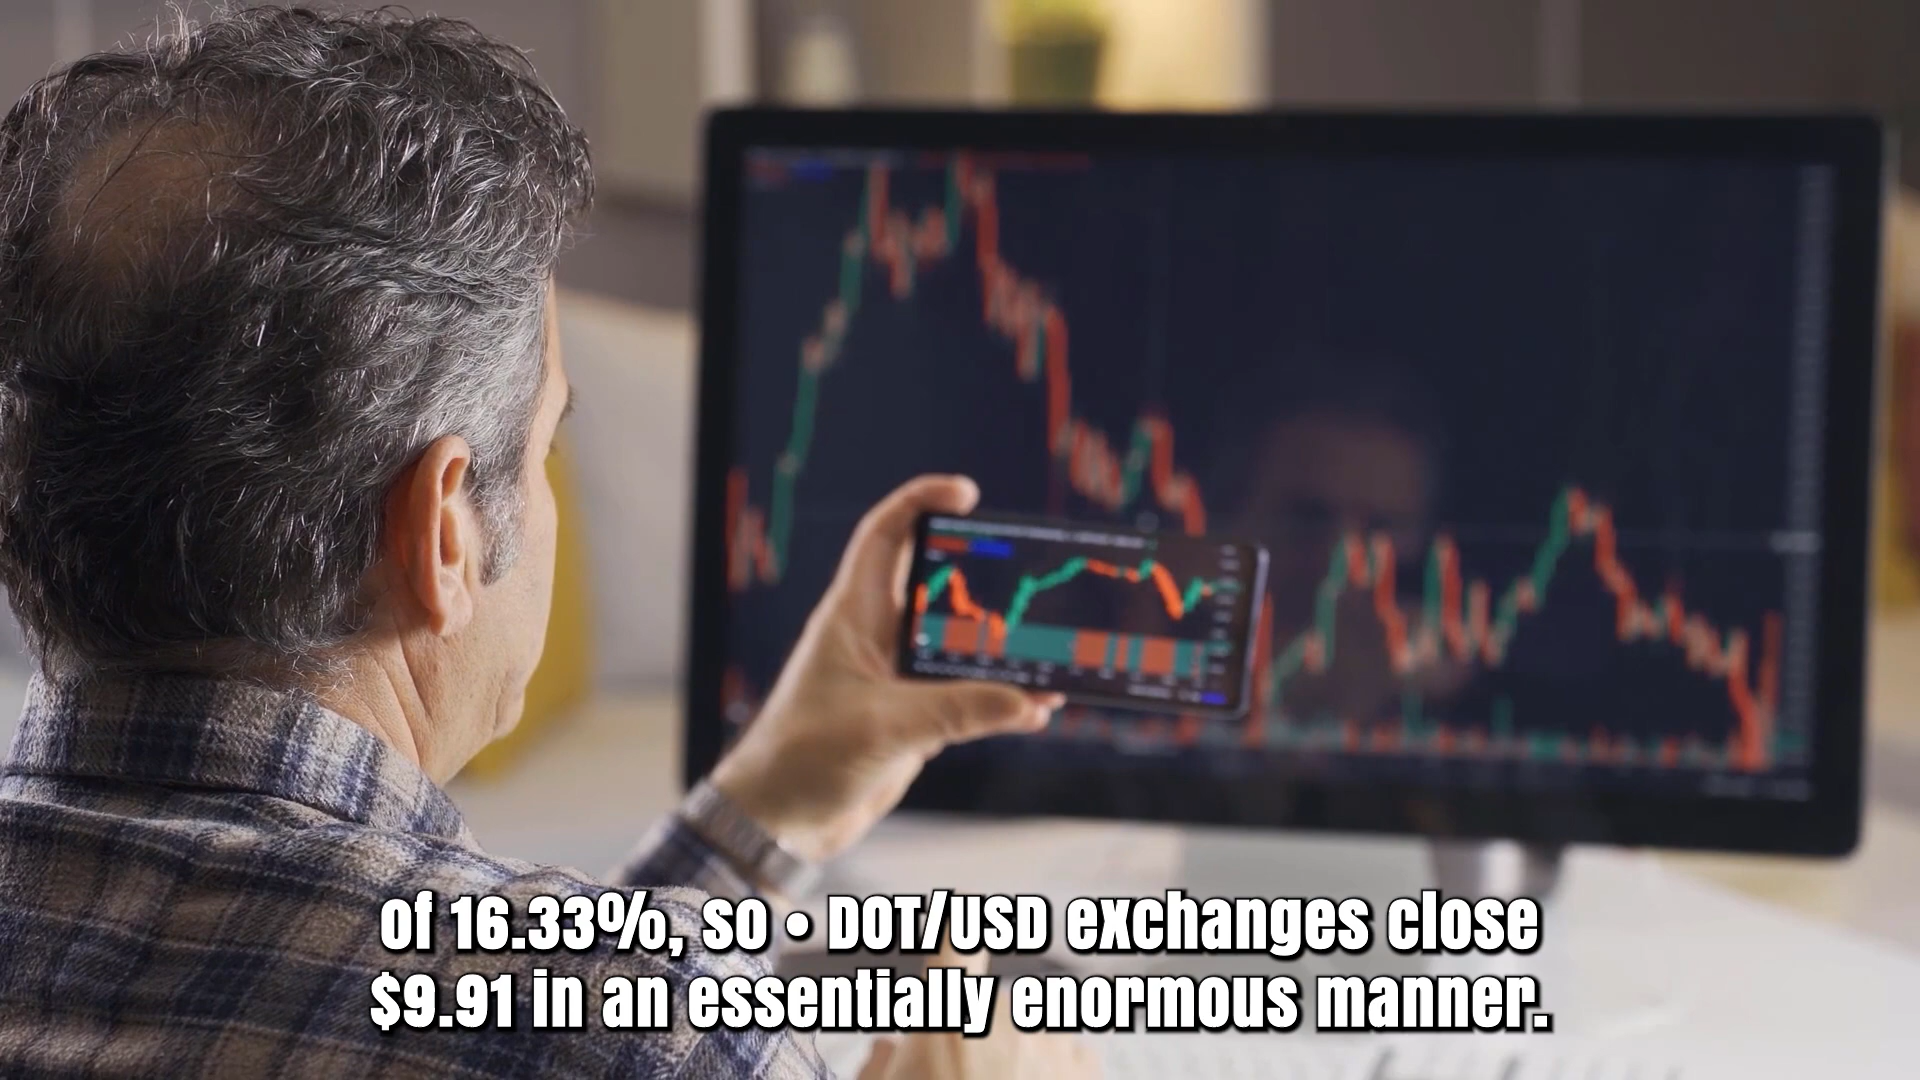 of 16.33%, so • DOT/USD exchanges close
$9.91 in an essentially enormous manner.